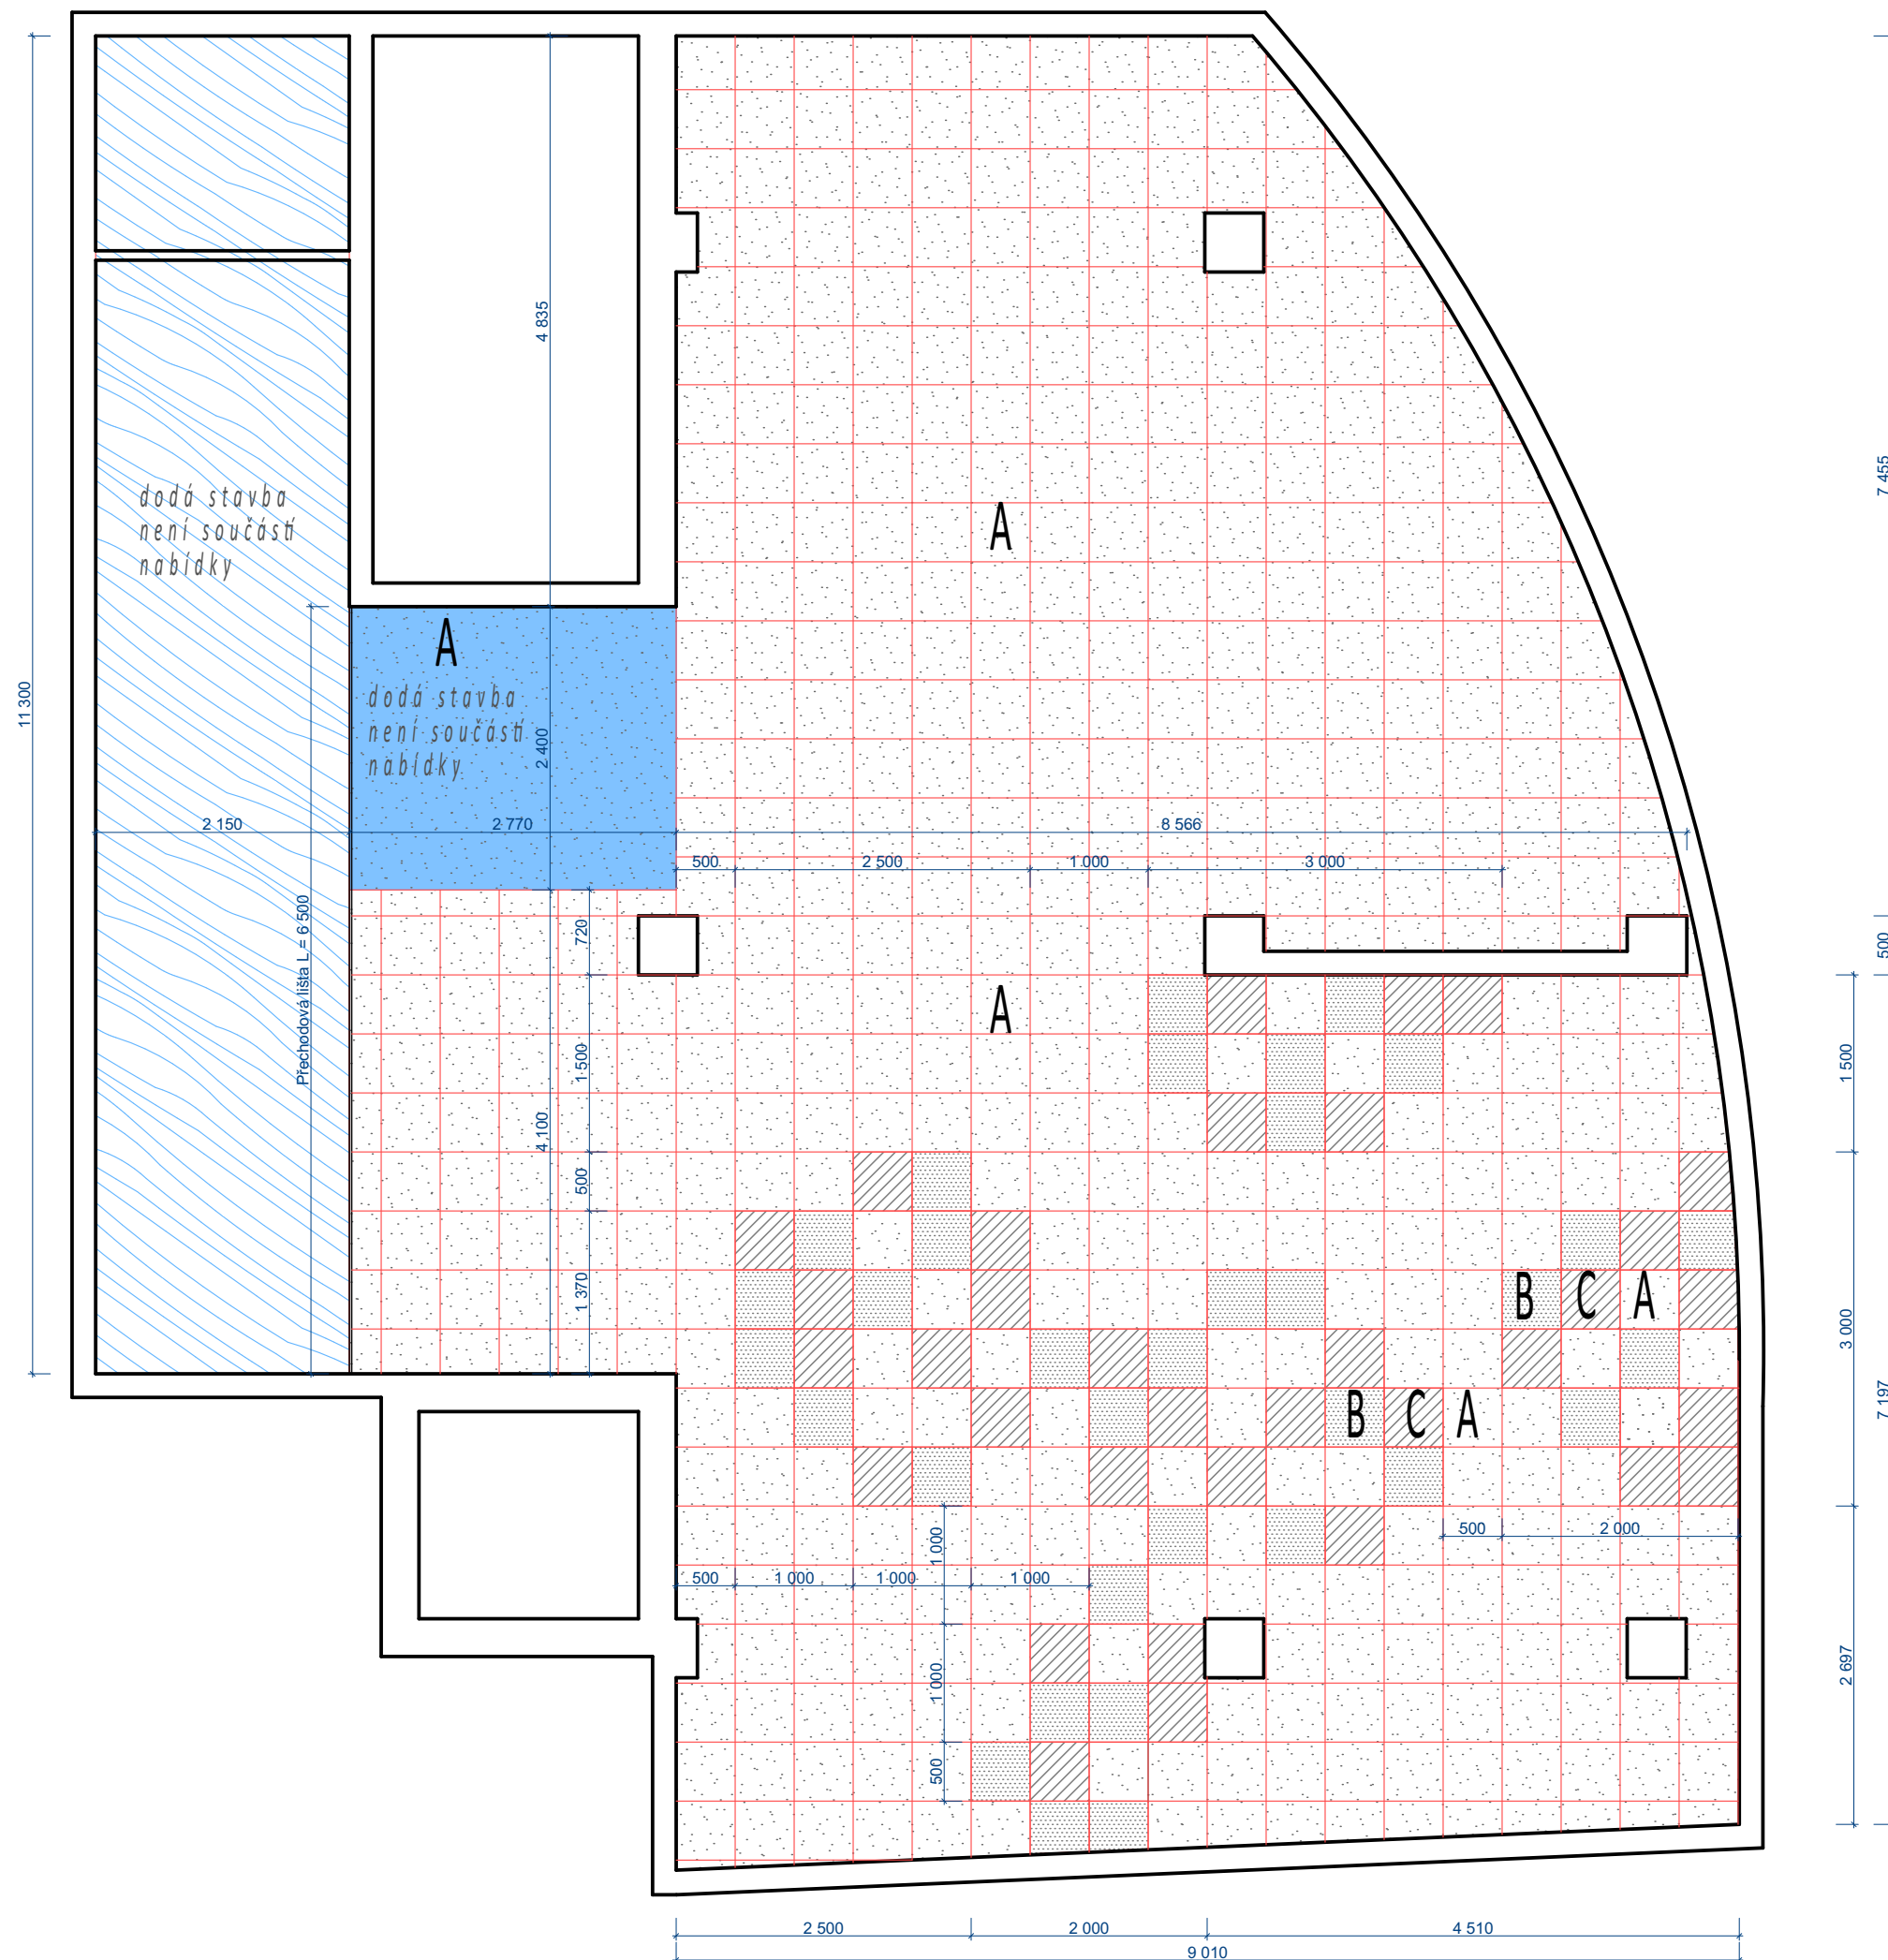 4 835
7 455
A
dodá stavba
není součástí
nabídky
A
dodá stavba
není součástí
nabídky
11 300
2 400
2 150
2 770
8 566
500
2 500
1 000
3 000
Přechodová lišta L = 6 500
720
500
A
1 500
1 500
4 100
500
1 370
B C A
3 000
B C A
7 197
500
2 000
1 000
500
1 000
1 000
1 000
1 000
2 697
500
2 500
2 000
4 510
9 010